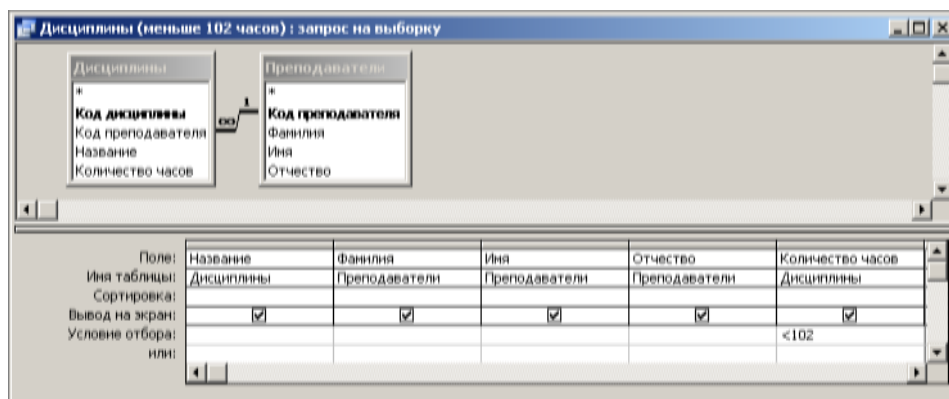 Дисциплины (меньше 102 часов) : запрос на выборку
Дисциплины
*
Код дисциплины
Код преподавателя
Название
Количество часов
∞ 1
Преподаватели
*
Код преподавателя
Фамилия
Имя
Отчество
Поле: Название Фамилия Имя Отчество Количество часов
Имя таблицы: Дисциплины Преподаватели Преподаватели Преподаватели Дисциплины
Сортировка:
Вывод на экран:
Условие отбора: <102
или: